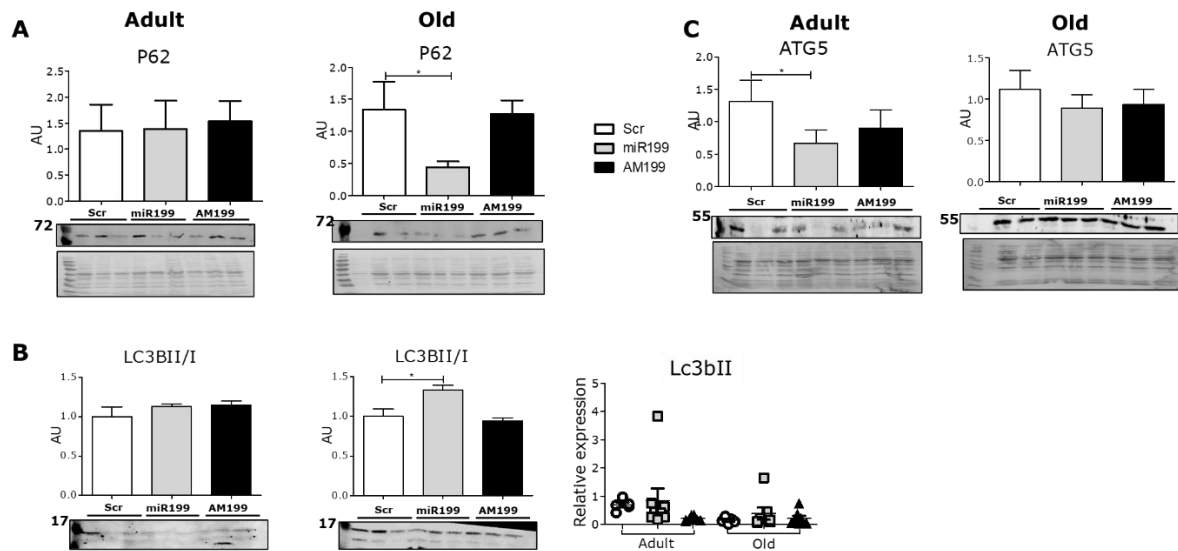 A
Adult
P62
AU
2.5
2.0
1.5
1.0
0.5
0.0
Scr miR199 AM199
72
Old
P62
AU
2.0
1.5
1.0
0.5
0.0
*
Scr miR199 AM199
72
Scr
miR199
AM199
C
Adult
ATG5
AU
2.0
1.5
1.0
0.5
0.0
*
Scr miR199 AM199
55
Old
ATG5
AU
1.5
1.0
0.5
0.0
Scr miR199 AM199
55
B
LC3BII/I
AU
1.5
1.0
0.5
0.0
Scr miR199 AM199
17
LC3BII/I
AU
1.5
1.0
0.5
0.0
*
Scr miR199 AM199
17
Lc3bII
Relative expression
5
4
3
2
1
0
Adult Old